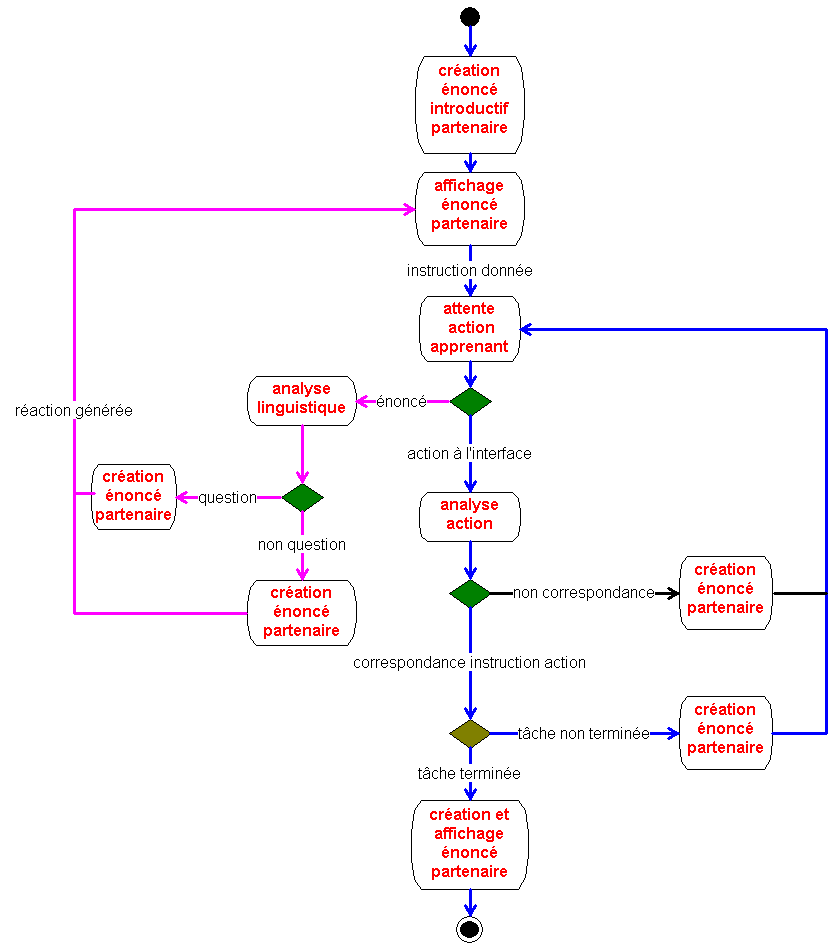 création
énoncé
introductif
partenaire
affichage
énoncé
partenaire
instruction donnée
attente
action
apprenant
analyse
linguistique
énoncé
réaction générée
action à l'interface
création
énoncé
partenaire
question
analyse
action
non question
création
énoncé
partenaire
non correspondance
création
énoncé
partenaire
correspondance instruction action
tâche non terminée
création
énoncé
partenaire
tâche terminée
création et
affichage
énoncé
partenaire